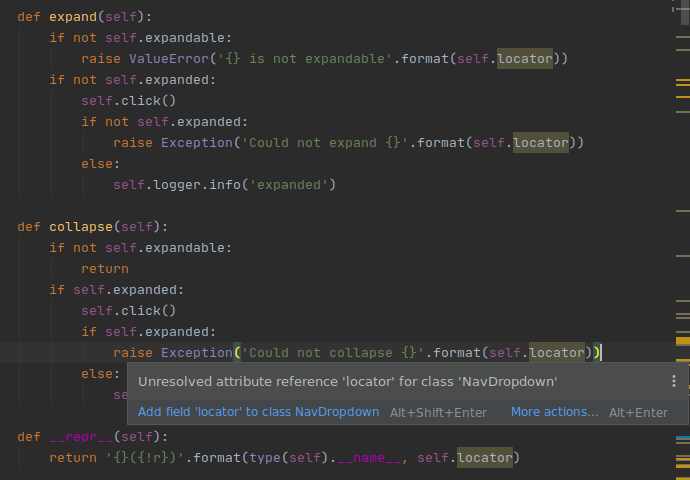 def expand(self):
if not self.expandable:
raise ValueError('{} is not expandable'.format(self.locator))
if not self.expanded:
self.click()
if not self.expanded:
raise Exception('Could not expand {}'.format(self.locator))
else:
self.logger.info('expanded')
def collapse(self):
if not self.expandable:
return
if self.expanded:
self.click()
if self.expanded:
raise Exception('Could not collapse {}'.format(self.locator))
else:
se
Unresolved attribute reference 'locator' for class 'NavDropdown'
Add field 'locator' to class NavDropdown Alt+Shift+Enter More actions... Alt+Enter
def __repr__(self):
return '{}({!r})'.format(type(self).__name__, self.locator)